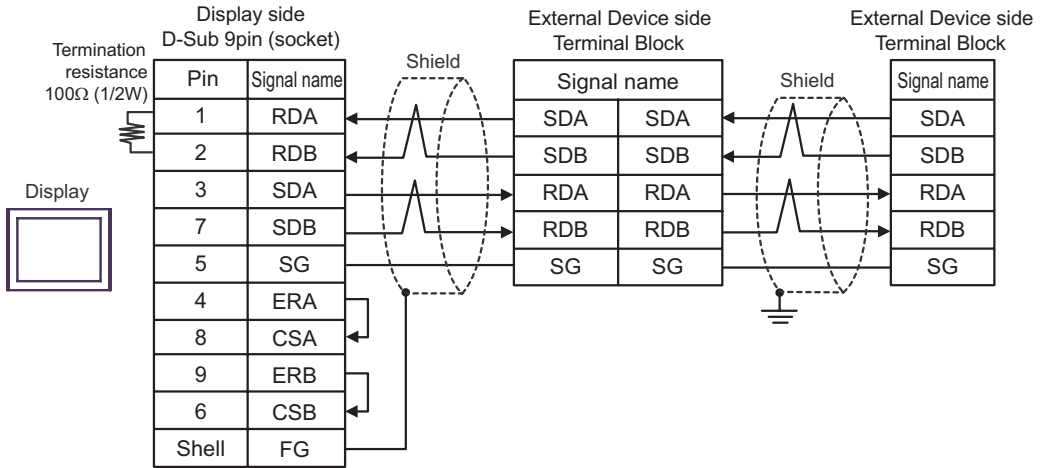 Display side
D-Sub 9pin (socket)
External Device side
Terminal Block
External Device side
Terminal Block
Termination
resistance
100Ω (1/2W)
Shield
Shield
Display
Pin Signal name
1 RDA
2 RDB
3 SDA
7 SDB
5 SG
4 ERA
8 CSA
9 ERB
6 CSB
Shell FG
Signal name
SDA SDA
SDB SDB
RDA RDA
RDB RDB
SG SG
Signal name
SDA
SDB
RDA
RDB
SG